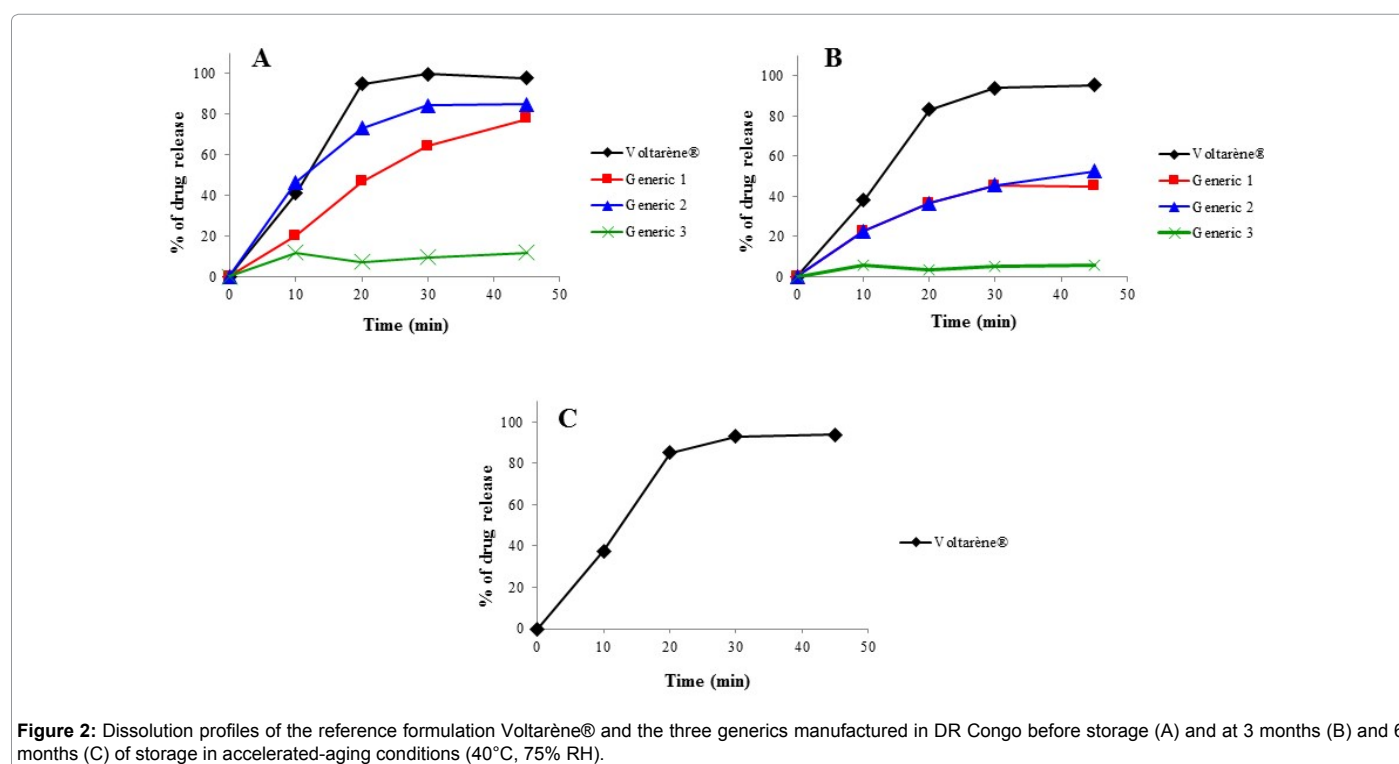 A
% of drug release
100
80
60
40
20
0
0 10 20 30 40 50
Time (min)
Voltarène®
Generic 1
Generic 2
Generic 3
B
% of drug release
100
80
60
40
20
0
0 10 20 30 40 50
Time (min)
Voltarène®
Generic 1
Generic 2
Generic 3
C
% of drug release
100
80
60
40
20
0
0 10 20 30 40 50
Time (min)
Voltarène®
Figure 2: Dissolution profiles of the reference formulation Voltarène® and the three generics manufactured in DR Congo before storage (A) and at 3 months (B) and 6
months (C) of storage in accelerated-aging conditions (40°C, 75% RH).